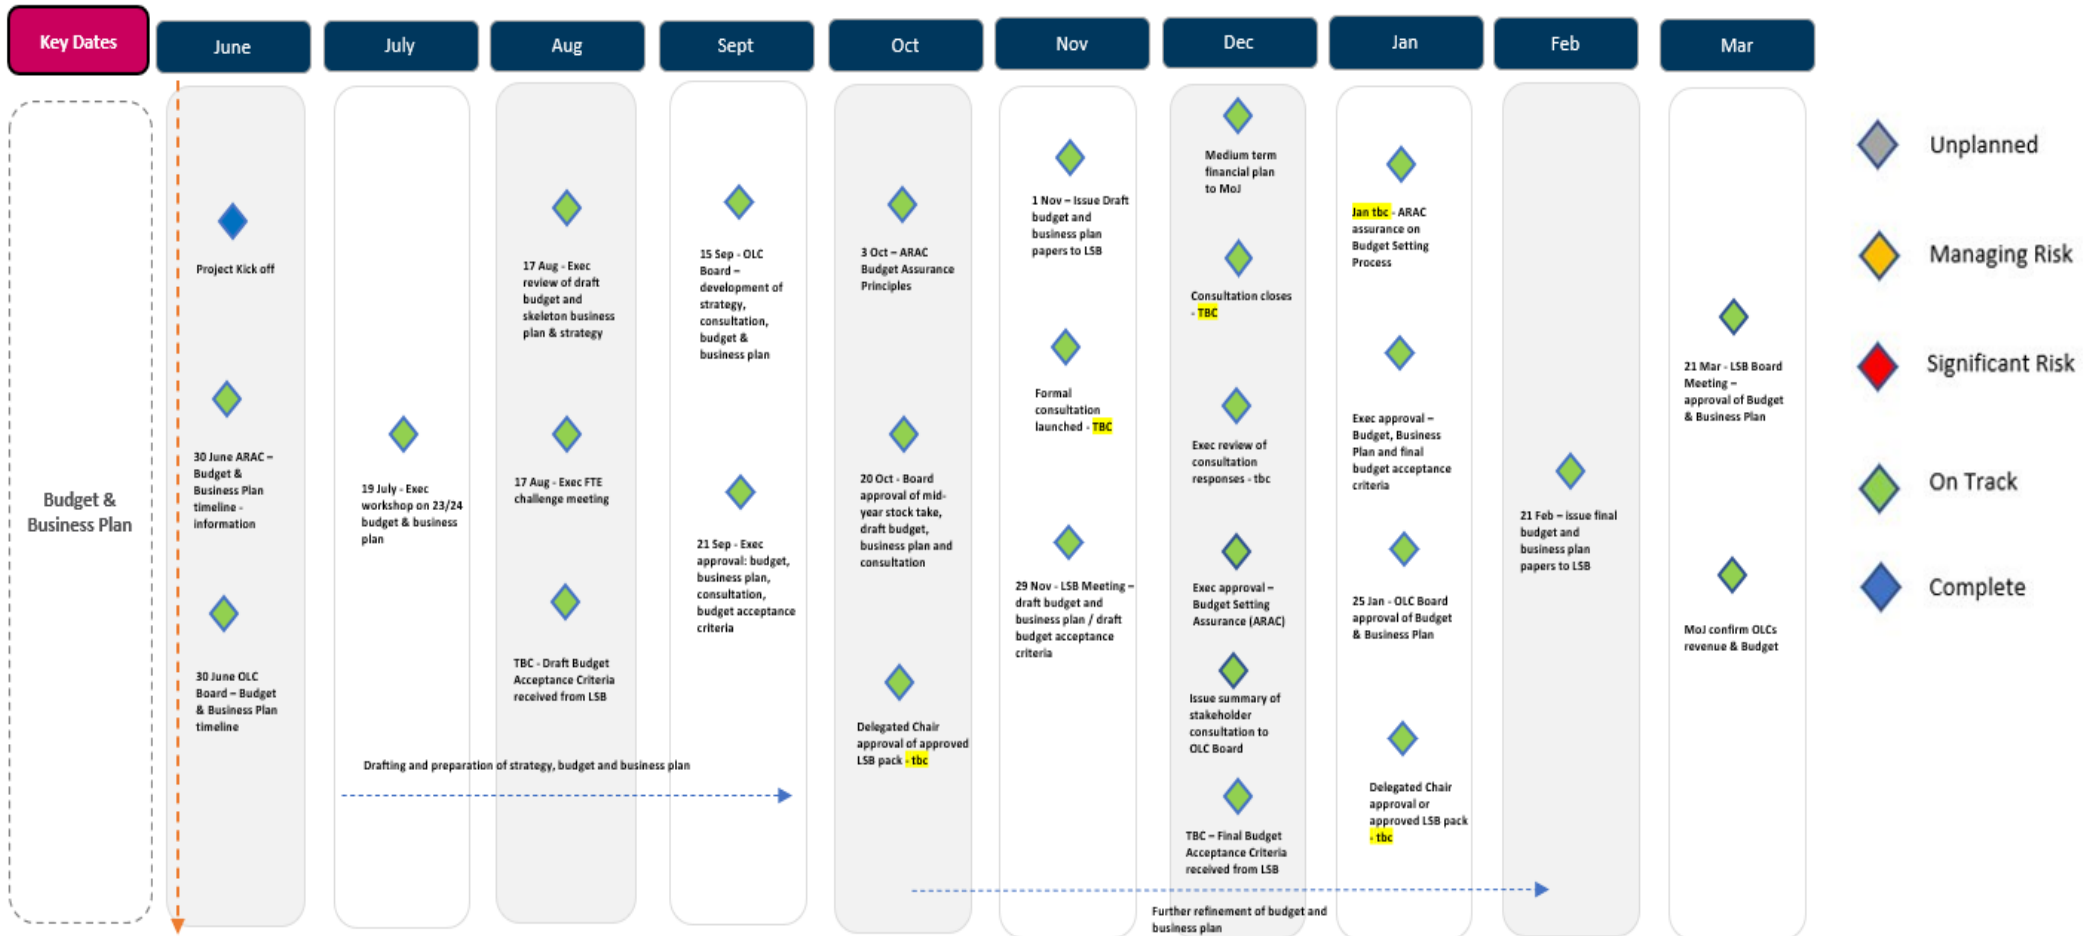 Key Dates
June
July
Aug
Sept
Oct
Nov
Dec
Jan
Feb
Mar
Budget &
Business Plan
Project Kick off
30 June ARAC –
Budget &
Business Plan
timeline -
information
30 June OLC
Board – Budget
& Business Plan
timeline
19 July - Exec
workshop on 23/24
budget & business
plan
Drafting and preparation of strategy, budget and business plan
17 Aug - Exec
review of draft
budget and
skeleton business
plan & strategy
17 Aug - Exec FTE
challenge meeting
TBC - Draft Budget
Acceptance Criteria
received from LSB
15 Sep - OLC
Board –
development of
strategy,
consultation,
budget &
business plan
21 Sep - Exec
approval: budget,
business plan,
consultation,
budget acceptance
criteria
3 Oct – ARAC
Budget Assurance
Principles
20 Oct - Board
approval of mid-
year stock take,
draft budget,
business plan and
consultation
Delegated Chair
approval of approved
LSB pack - tbc
1 Nov – Issue Draft
budget and
business plan
papers to LSB
Formal
consultation
launched - TBC
29 Nov - LSB Meeting –
draft budget and
business plan / draft
budget acceptance
criteria
Medium term
financial plan
to MoJ
Consultation closes
- TBC
Exec review of
consultation
responses - tbc
Exec approval –
Budget Setting
Assurance (ARAC)
Issue summary of
stakeholder
consultation to
OLC Board
TBC – Final Budget
Acceptance Criteria
received from LSB
Further refinement of budget and
business plan
Jan tbc - ARAC
assurance on
Budget Setting
Process
Exec approval –
Budget, Business
Plan and final
budget acceptance
criteria
25 Jan - OLC Board
approval of Budget
& Business Plan
Delegated Chair
approval or
approved LSB pack
- tbc
21 Feb – issue final
budget and
business plan
papers to LSB
21 Mar - LSB Board
Meeting –
approval of Budget
& Business Plan
MoJ confirm OLCs
revenue & Budget
Unplanned
Managing Risk
Significant Risk
On Track
Complete